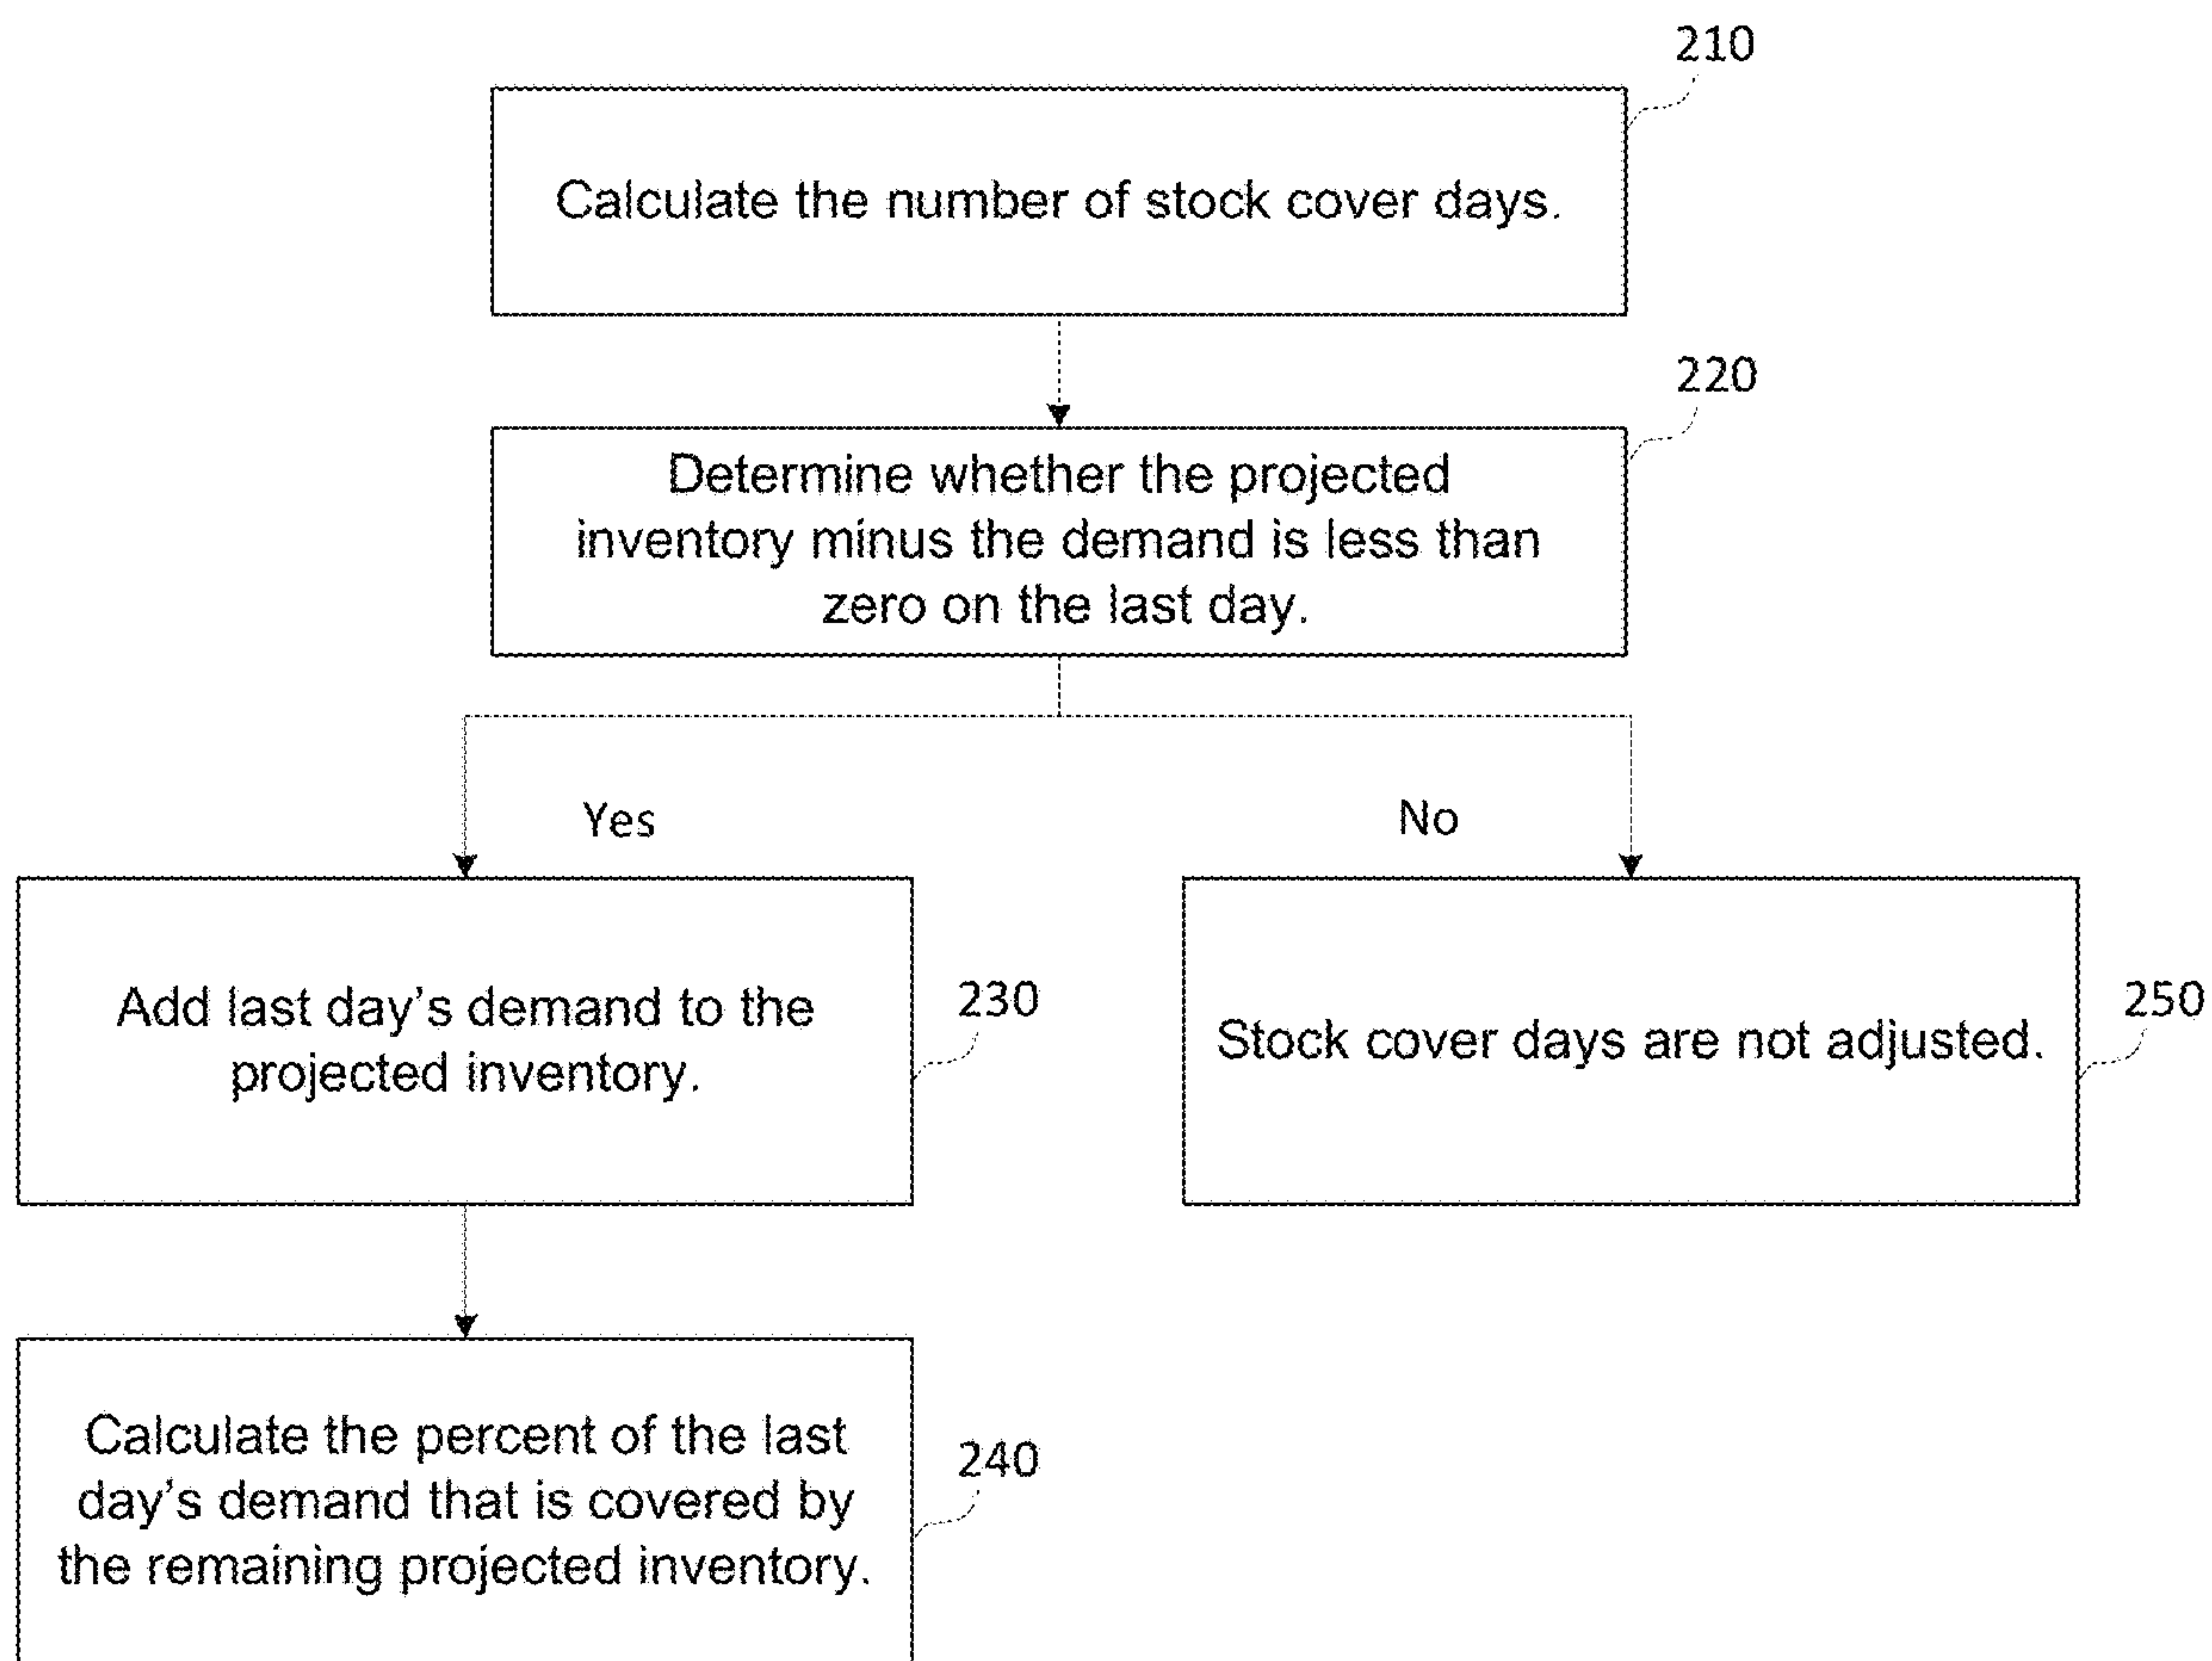 210
Calculate the number of stock cover days.
220
Determine whether the projected
inventory minus the demand is less than
zero on the last day.
Yes
No
Add last day's demand to the
projected inventory.
230
Stock cover days are not adjusted.
250
Calculate the percent of the last
day's demand that is covered by
the remaining projected inventory.
240